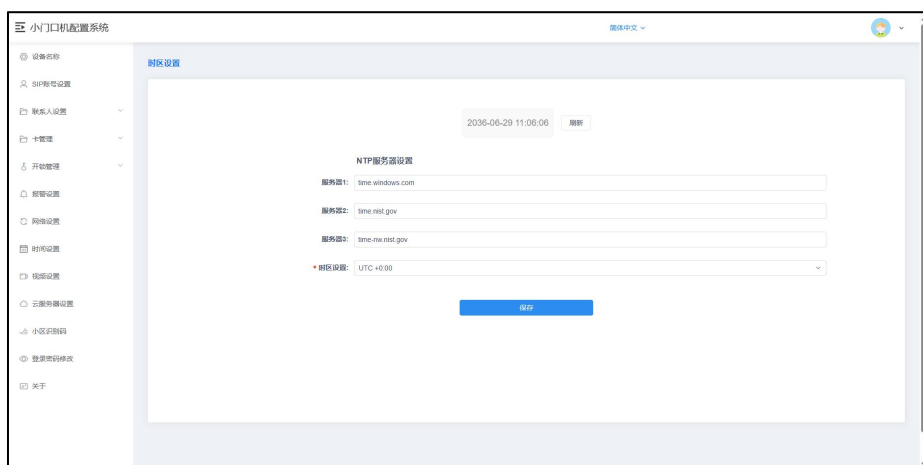 小门口机配置系统
简体中文
设备名称
SIP账号设置
联系人设置
卡管理
开锁管理
报警设置
网络设置
时间设置
视频设置
云服务器设置
小区识别码
登录密码修改
关于
时区设置
2036-06-29 11:06:06 刷新
NTP服务器设置
服务器1: time.windows.com
服务器2: time.nist.gov
服务器3: time-nw.nist.gov
* 时区设置: UTC +0:00
保存